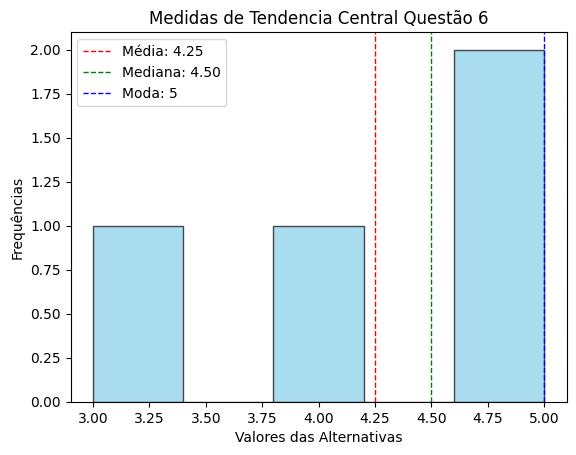 Medidas de Tendencia Central Questão 6
Média: 4.25
Mediana: 4.50
Moda: 5
Frequências
2.00
1.75
1.50
1.25
1.00
0.75
0.50
0.25
0.00
3.00 3.25 3.50 3.75 4.00 4.25 4.50 4.75 5.00
Valores das Alternativas